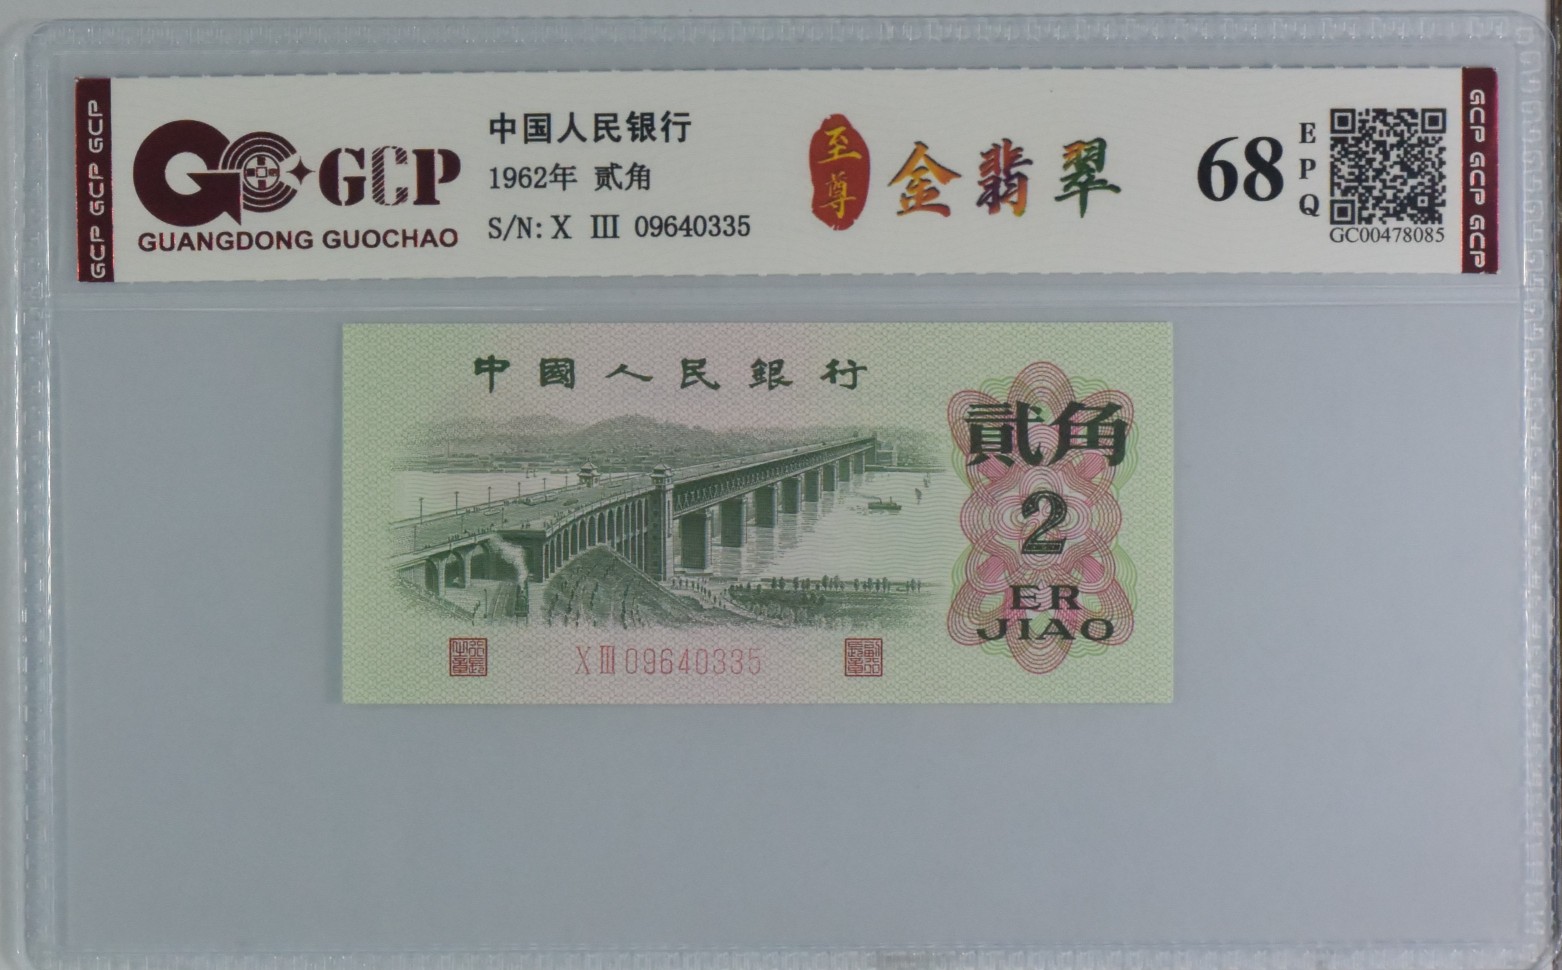 GCP GCP GCP
GCP
GUANGDONG GUOCHAO
中国人民银行
1962年 贰角
S/N: X III 09640335
至尊
金翡翠
68
EPQ
GC00478085
GCP GCP GCP
中國人民銀行
貳角
2
ER
JIAO
X III 09640335